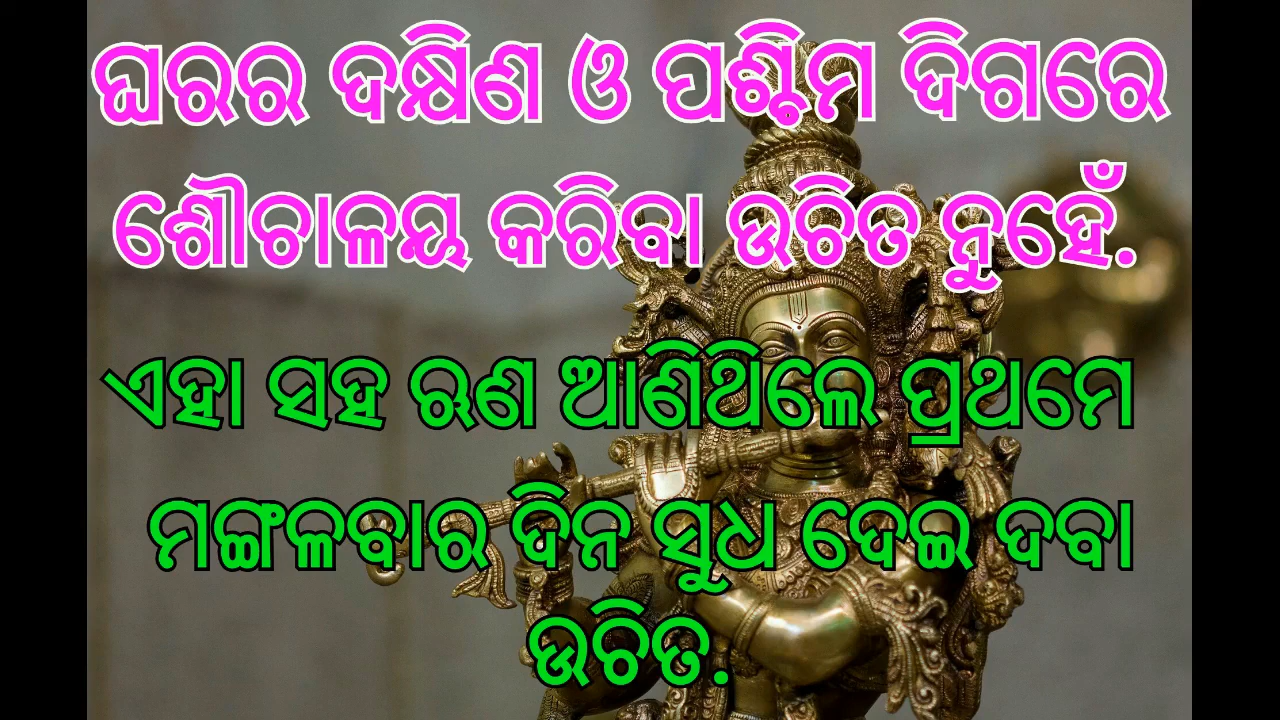 ଘରର ଦକ୍ଷିଣ ଓ ପଶ୍ଚିମ ଦିଗରେ
ଶୌଚାଳୟ କରିବା ଉଚିତ ନୁହେଁ.
ଏହା ସହ ଋଣ ଆଣିଥିଲେ ପ୍ରଥମେ
ମଙ୍ଗଳବାର ଦିନ ସୁଧ ଦେଇ ଦବା
ଉଚିତ.